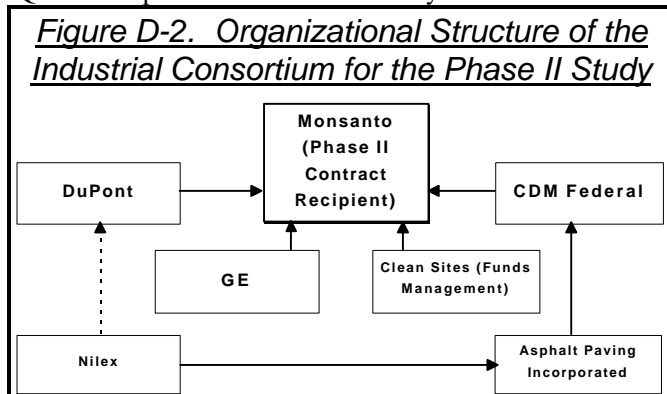 Figure D-2. Organizational Structure of the
Industrial Consortium for the Phase II Study
Monsanto
(Phase II
Contract
Recipient)
DuPont
CDM Federal
GE
Clean Sites (Funds
Management)
Nilex
Asphalt Paving
Incorporated